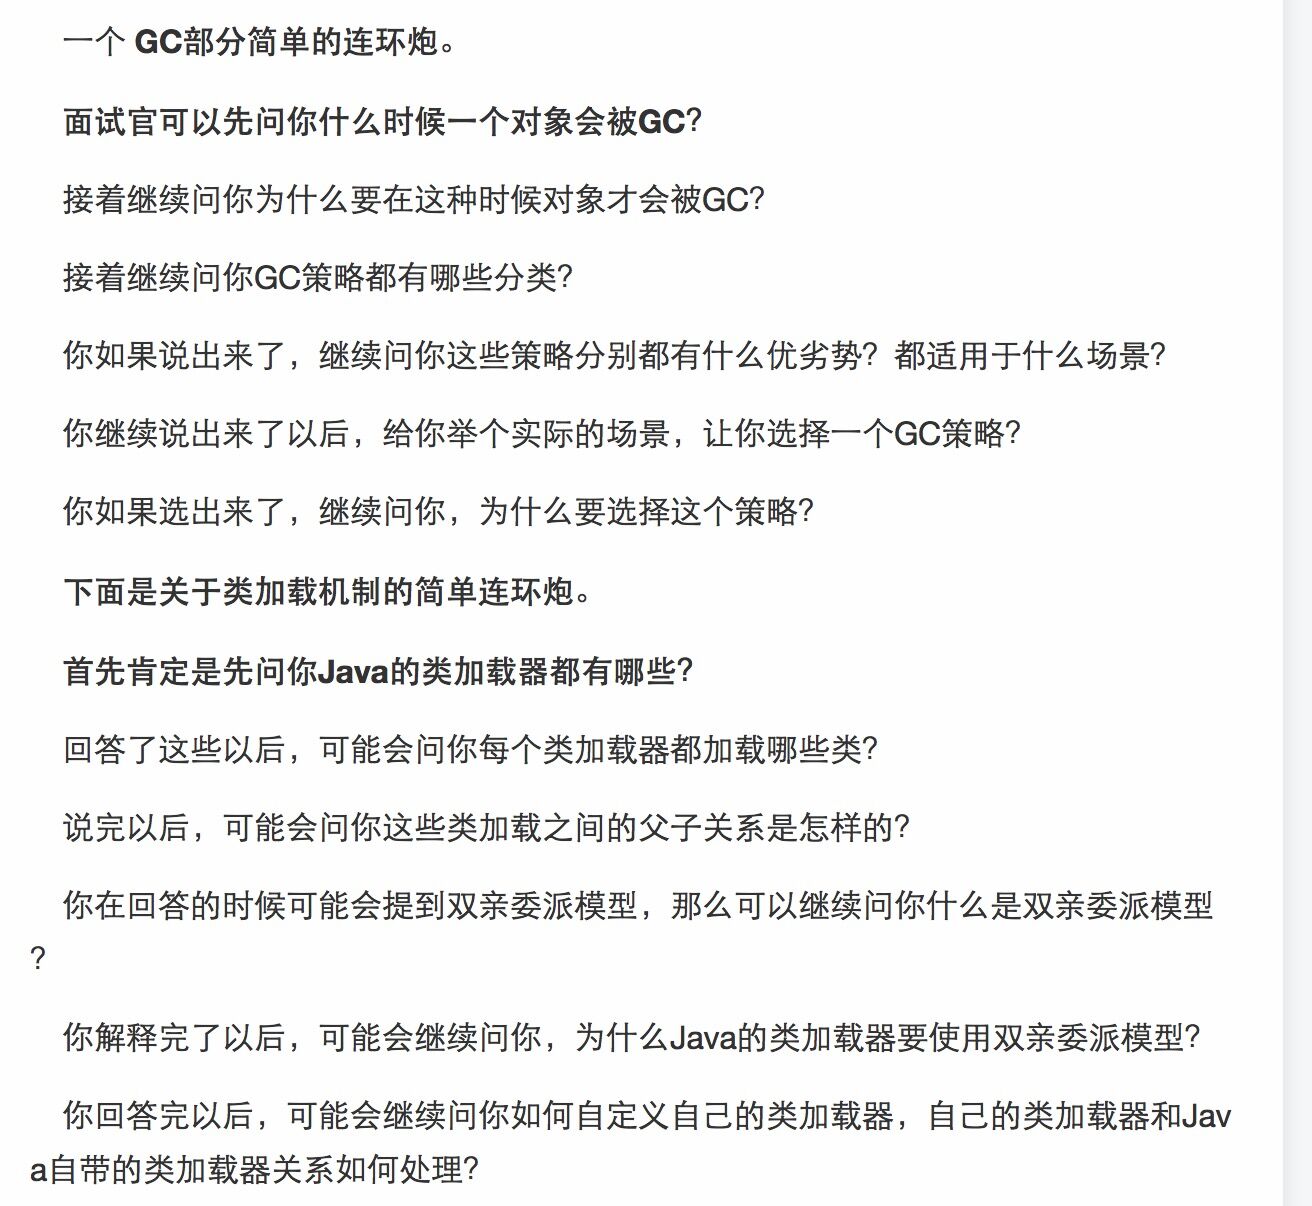 一个 GC部分简单的连环炮。
面试官可以先问你什么时候一个对象会被GC？
接着继续问你为什么要在这种时候对象才会被GC？
接着继续问你GC策略都有哪些分类？
你如果说出来了，继续问你这些策略分别都有什么优劣势？都适用于什么场景？
你继续说出来了以后，给你举个实际的场景，让你选择一个GC策略？
你如果选出来了，继续问你，为什么要选择这个策略？
下面是关于类加载机制的简单连环炮。
首先肯定是先问你Java的类加载器都有哪些？
回答了这些以后，可能会问你每个类加载器都加载哪些类？
说完以后，可能会问你这些类加载之间的父子关系是怎样的？
你在回答的时候可能会提到双亲委派模型，那么可以继续问你什么是双亲委派模型
？
你解释完了以后，可能会继续问你，为什么Java的类加载器要使用双亲委派模型？
你回答完以后，可能会继续问你如何自定义自己的类加载器，自己的类加载器和Jav
a自带的类加载器关系如何处理？